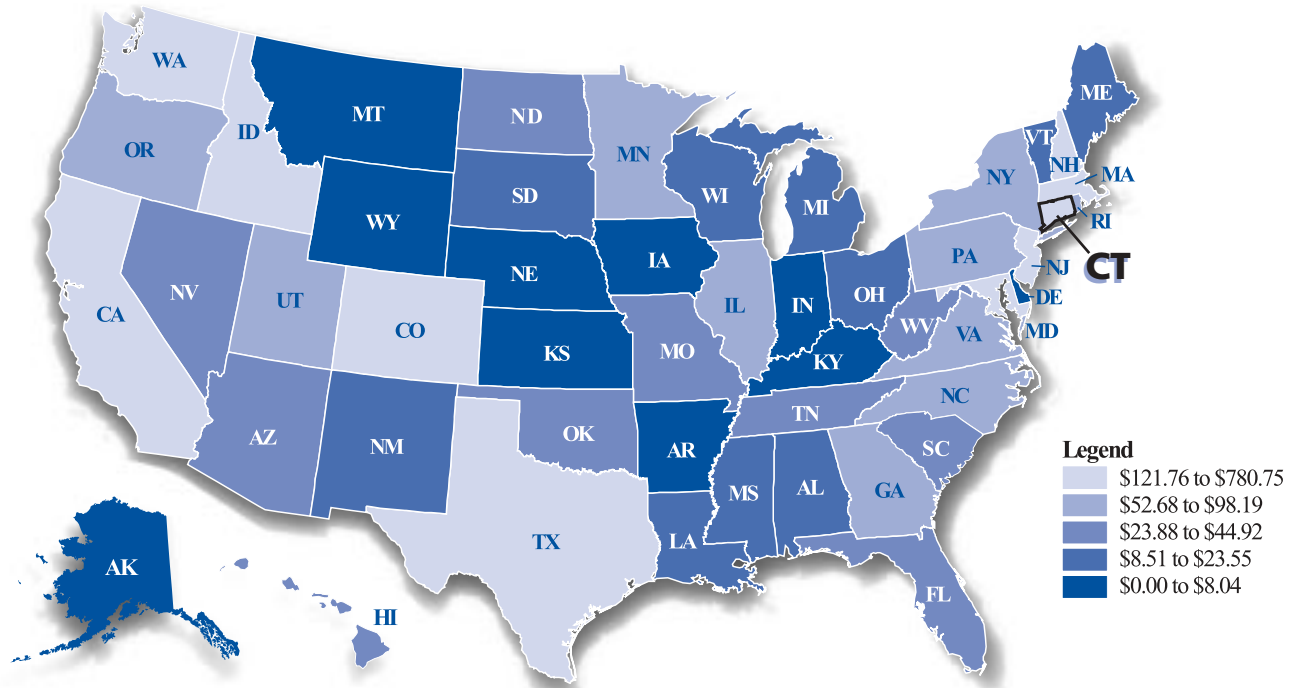 WA
MT
ND
ME
VT
ID
OR
MN
NH
MA
NY
SD
WI
MI
RI
WY
PA
IA
CT
NJ
NE
NV
OH
DE
UT
IL
IN
CA
CO
WV
MD
VA
KS
MO
KY
NC
TN
AZ
OK
NM
AR
SC
Legend
$121.76 to $780.75
MS
AL
GA
$52.68 to $98.19
$23.88 to $44.92
TX
LA
$8.51 to $23.55
AK
$0.00 to $8.04
FL
HI